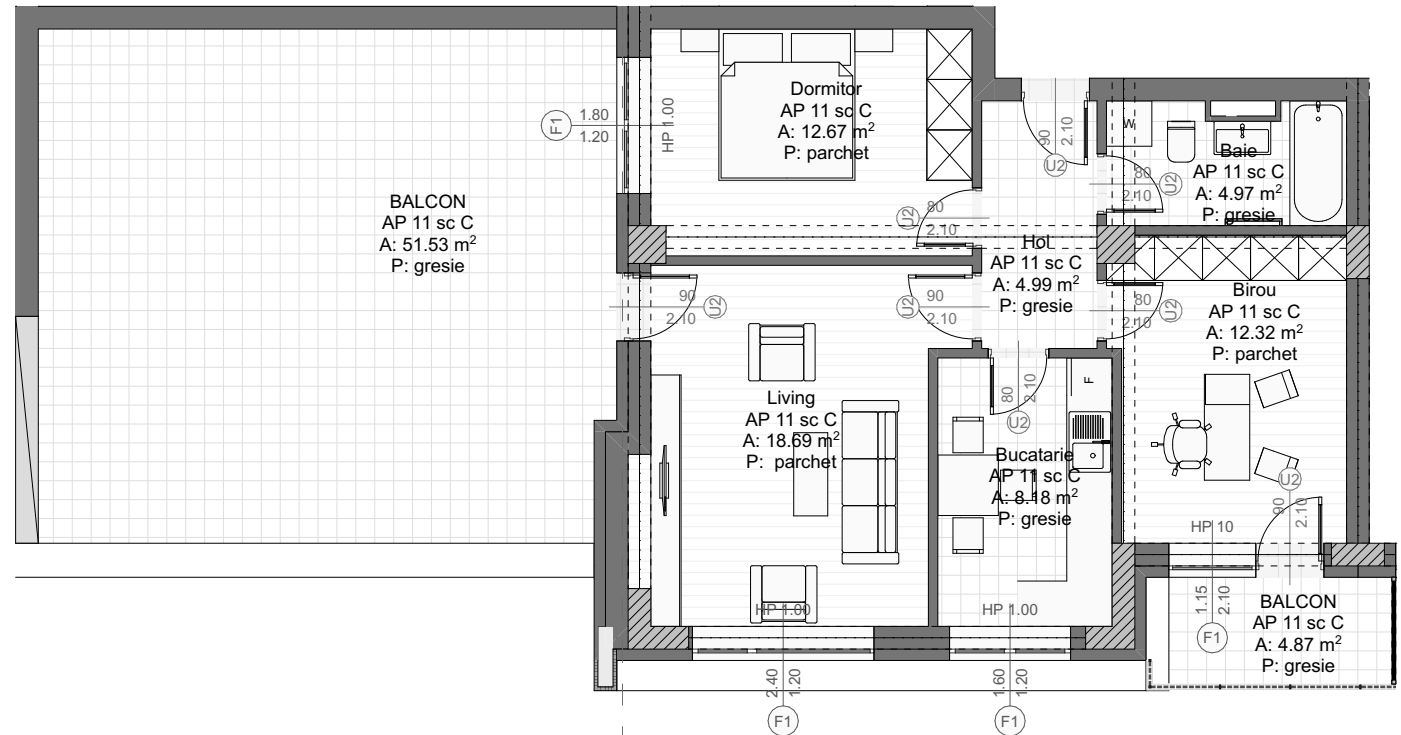 Dormitor
AP 11 sc C
A: 12.67 m²
P: parchet
1.80
1.20
F1
HP 1.00
90
2.10
U2
W
Baie
AP 11 sc C
A: 4.97 m²
P: gresie
80
2.10
U2
BALCON
AP 11 sc C
A: 51.53 m²
P: gresie
80
2.10
U2
Hol
AP 11 sc C
A: 4.99 m²
P: gresie
90
2.10
U2
90
2.10
U2
80
2.10
U2
Birou
AP 11 sc C
A: 12.32 m²
P: parchet
Living
AP 11 sc C
A: 18.69 m²
P: parchet
80
2.10
U2
F
Bucatarie
AP 11 sc C
A: 8.18 m²
P: gresie
90
2.10
U2
HP 10
1.15
2.10
F1
BALCON
AP 11 sc C
A: 4.87 m²
P: gresie
HP 1.00
2.40
1.20
F1
HP 1.00
1.60
1.20
F1